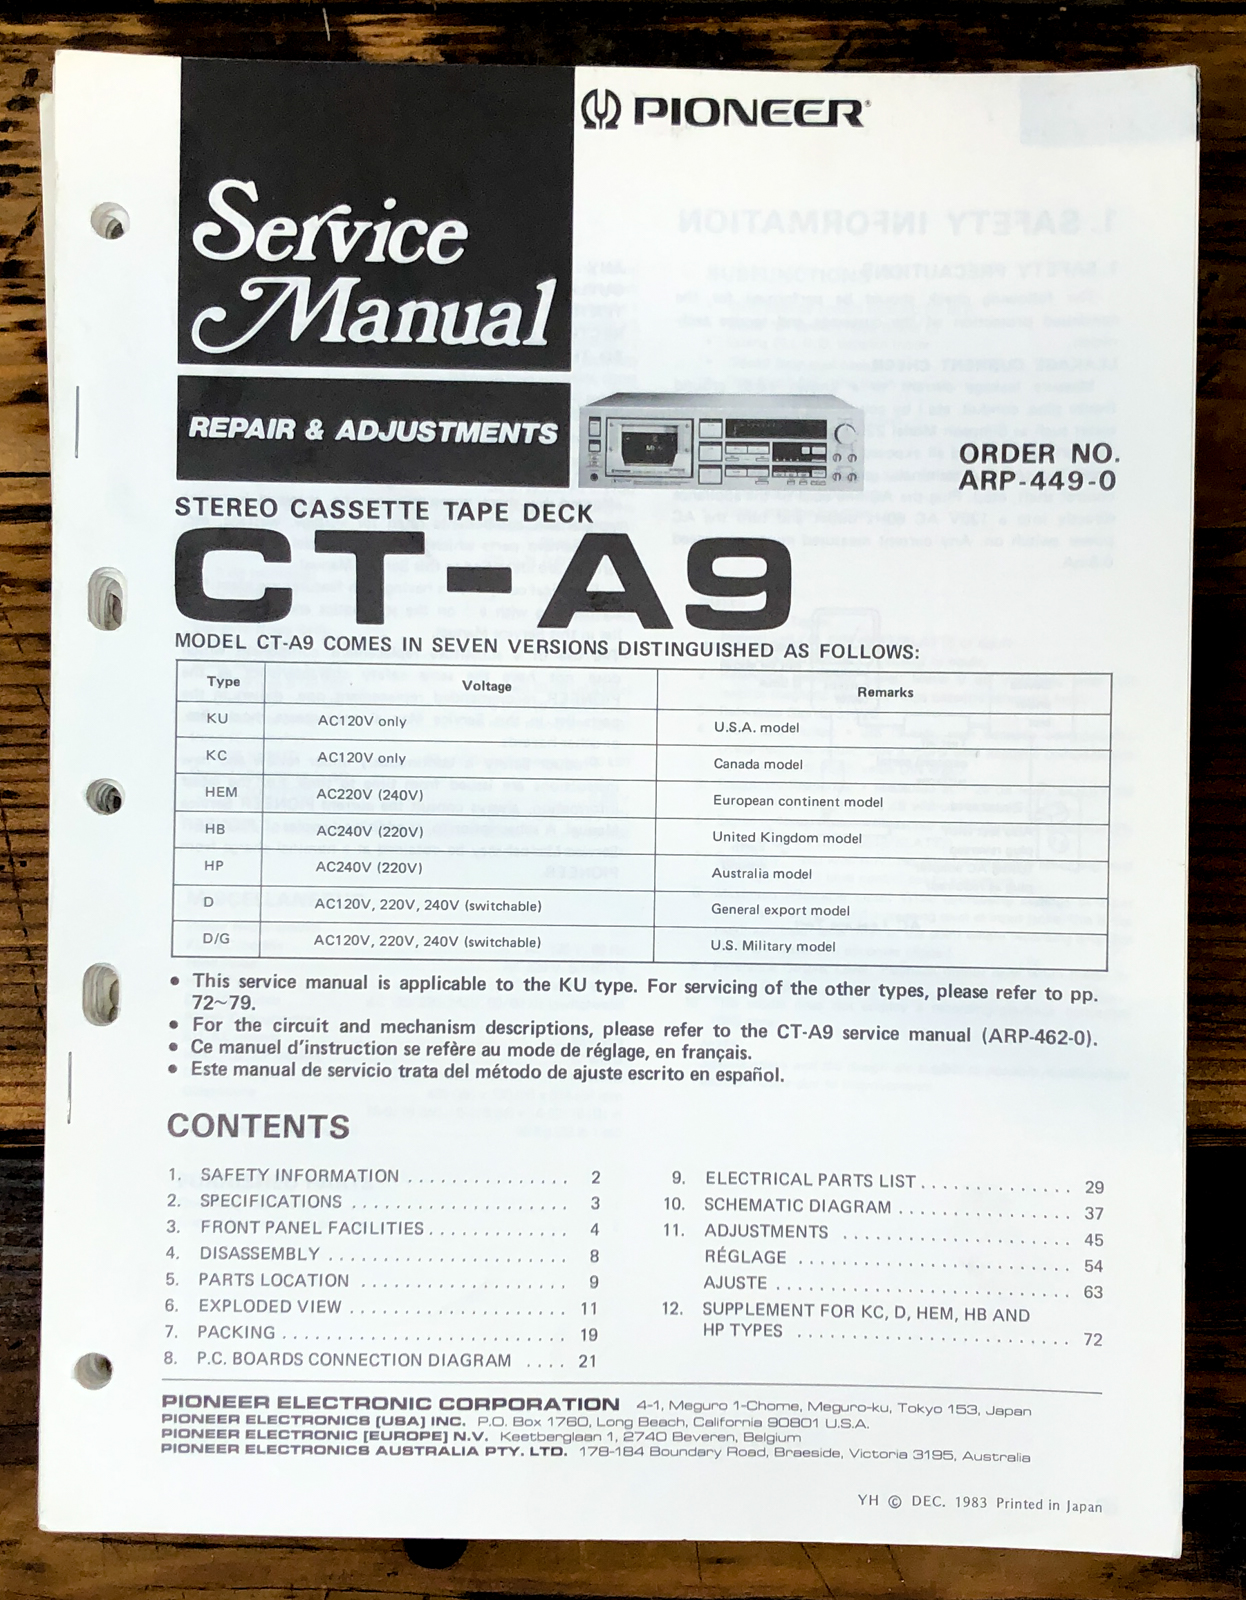 PIONEER®
Service
Manual
REPAIR & ADJUSTMENTS
ORDER NO.
ARP-449-0
STEREO CASSETTE TAPE DECK
CT-A9
MODEL CT-A9 COMES IN SEVEN VERSIONS DISTINGUISHED AS FOLLOWS:
Type Voltage Remarks
KU AC120V only U.S.A. model
KC AC120V only Canada model
HEM AC220V (240V) European continent model
HB AC240V (220V) United Kingdom model
HP AC240V (220V) Australia model
D AC120V, 220V, 240V (switchable) General export model
D/G AC120V, 220V, 240V (switchable) U.S. Military model
• This service manual is applicable to the KU type. For servicing of the other types, please refer to pp.
72~79.
• For the circuit and mechanism descriptions, please refer to the CT-A9 service manual (ARP-462-0).
• Ce manuel d'instruction se refère au mode de réglage, en français.
• Este manual de servicio trata del método de ajuste escrito en español.
CONTENTS
1. SAFETY INFORMATION . . . . . . . . . . . . . . . 2
2. SPECIFICATIONS . . . . . . . . . . . . . . . . . . . . 3
3. FRONT PANEL FACILITIES . . . . . . . . . . . . . 4
4. DISASSEMBLY . . . . . . . . . . . . . . . . . . . . . . 8
5. PARTS LOCATION . . . . . . . . . . . . . . . . . . . 9
6. EXPLODED VIEW . . . . . . . . . . . . . . . . . . . . 11
7. PACKING . . . . . . . . . . . . . . . . . . . . . . . . . . 19
8. P.C. BOARDS CONNECTION DIAGRAM . . . . 21
9. ELECTRICAL PARTS LIST . . . . . . . . . . . . . . 29
10. SCHEMATIC DIAGRAM . . . . . . . . . . . . . . . . 37
11. ADJUSTMENTS . . . . . . . . . . . . . . . . . . . . . 45
RÉGLAGE . . . . . . . . . . . . . . . . . . . . . . . . . 54
AJUSTE . . . . . . . . . . . . . . . . . . . . . . . . . . . 63
12. SUPPLEMENT FOR KC, D, HEM, HB AND
HP TYPES . . . . . . . . . . . . . . . . . . . . . . . . . 72
PIONEER ELECTRONIC CORPORATION 4-1, Meguro 1-Chome, Meguro-ku, Tokyo 153, Japan
PIONEER ELECTRONICS [USA] INC. P.O. Box 1760, Long Beach, California 90801 U.S.A.
PIONEER ELECTRONIC [EUROPE] N.V. Keetberglaan 1, 2740 Beveren, Belgium
PIONEER ELECTRONICS AUSTRALIA PTY. LTD. 178-184 Boundary Road, Braeside, Victoria 3195, Australia
YH © DEC. 1983 Printed in Japan